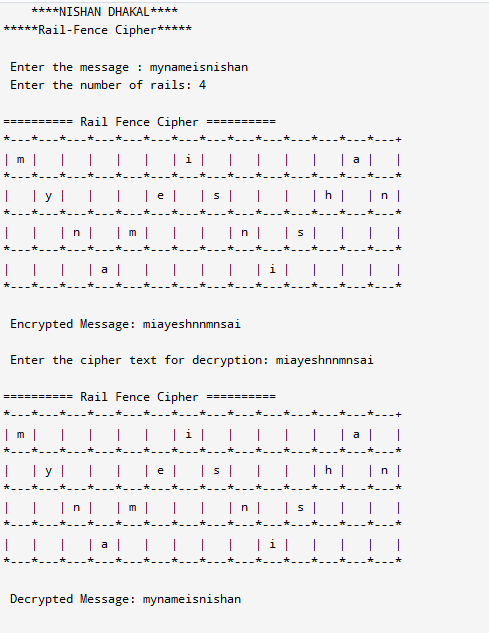 ****NISHAN DHAKAL****
*****Rail-Fence Cipher*****
Enter the message : mynameisnishan
Enter the number of rails: 4
========== Rail Fence Cipher ==========
*---*---*---*---*---*---*---*---*---*---*---*---*---*---+
| m |   |   |   |   |   | i |   |   |   |   |   | a |   |
*---*---*---*---*---*---*---*---*---*---*---*---*---*---*
|   | y |   |   |   | e |   | s |   |   |   | h |   | n |
*---*---*---*---*---*---*---*---*---*---*---*---*---*---*
|   |   | n |   | m |   |   |   | n |   | s |   |   |   |
*---*---*---*---*---*---*---*---*---*---*---*---*---*---*
|   |   |   | a |   |   |   |   |   | i |   |   |   |   |
*---*---*---*---*---*---*---*---*---*---*---*---*---*---*
Encrypted Message: miayeshnnmnsai
Enter the cipher text for decryption: miayeshnnmnsai
========== Rail Fence Cipher ==========
*---*---*---*---*---*---*---*---*---*---*---*---*---*---+
| m |   |   |   |   |   | i |   |   |   |   |   | a |   |
*---*---*---*---*---*---*---*---*---*---*---*---*---*---*
|   | y |   |   |   | e |   | s |   |   |   | h |   | n |
*---*---*---*---*---*---*---*---*---*---*---*---*---*---*
|   |   | n |   | m |   |   |   | n |   | s |   |   |   |
*---*---*---*---*---*---*---*---*---*---*---*---*---*---*
|   |   |   | a |   |   |   |   |   | i |   |   |   |   |
*---*---*---*---*---*---*---*---*---*---*---*---*---*---*
Decrypted Message: mynameisnishan